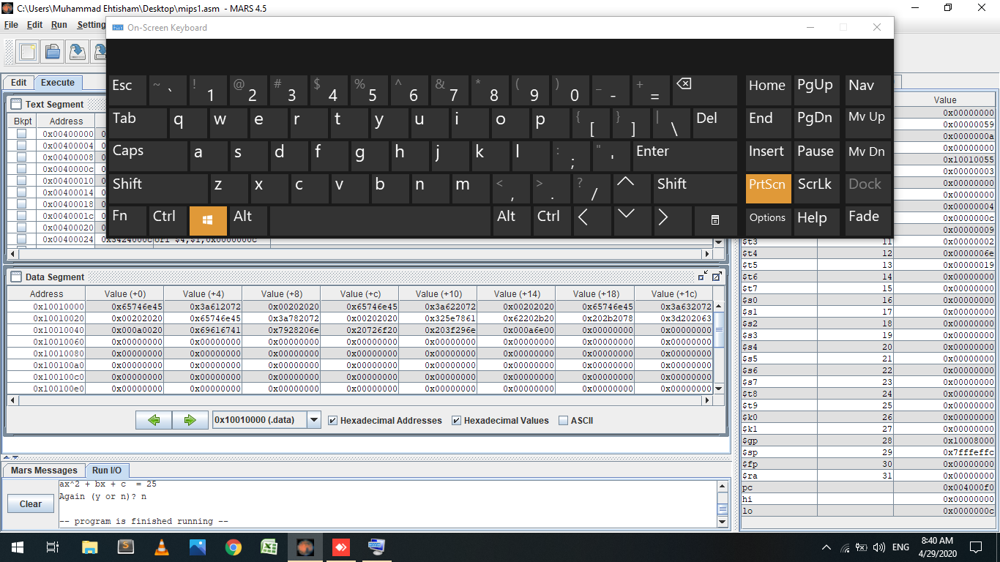 C:\Users\Muhammad Ehtisham\Desktop\mips1.asm - MARS 4.5
File Edit Run Setting
On-Screen Keyboard
Esc ~ ` ! 1 @ 2 # 3 $ 4 % 5 ^ 6 & 7 * 8 ( 9 ) 0 _ - + = Home PgUp Nav
Tab q w e r t y u i o p { [ } ] | \ Del End PgDn Mv Up
Caps a s d f g h j k l : ; " ' Enter Insert Pause Mv Dn
Shift z x c v b n m < , > . ? / Shift PrtScn ScrLk Dock
Fn Ctrl Alt Alt Ctrl Options Help Fade
Edit Execute
Text Segment
Bkpt Address
0x00400000
0x00400004
0x00400008
0x0040000c
0x00400010
0x00400014
0x00400018
0x0040001c
0x00400020
0x00400024 0x3424000c ori $4,$1,0x0000000c
Data Segment
Address Value (+0) Value (+4) Value (+8) Value (+c) Value (+10) Value (+14) Value (+18) Value (+1c)
0x10010000 0x65746e45 0x3a612072 0x00202020 0x65746e45 0x3a622072 0x00202020 0x65746e45 0x3a632072
0x10010020 0x00202020 0x65746e45 0x3a782072 0x00202020 0x325e7861 0x62202b20 0x202b2078 0x3d202063
0x10010040 0x000a0020 0x69616741 0x7928206e 0x20726f20 0x203f296e 0x000a6e00 0x00000000 0x00000000
0x10010060 0x00000000 0x00000000 0x00000000 0x00000000 0x00000000 0x00000000 0x00000000 0x00000000
0x10010080 0x00000000 0x00000000 0x00000000 0x00000000 0x00000000 0x00000000 0x00000000 0x00000000
0x100100a0 0x00000000 0x00000000 0x00000000 0x00000000 0x00000000 0x00000000 0x00000000 0x00000000
0x100100c0 0x00000000 0x00000000 0x00000000 0x00000000 0x00000000 0x00000000 0x00000000 0x00000000
0x100100e0 0x00000000 0x00000000 0x00000000 0x00000000 0x00000000 0x00000000 0x00000000 0x00000000
0x10010000 (.data) Hexadecimal Addresses Hexadecimal Values ASCII
Mars Messages Run I/O
Clear
ax^2 + bx + c  = 25
Again (y or n)? n
-- program is finished running --
Value
0x00000000
0x00000059
0x0000000a
0x00000000
0x10010055
0x00000003
0x00000000
0x00000000
0x00000004
0x0000000c
0x00000009
$t3 11 0x00000002
$t4 12 0x0000006e
$t5 13 0x00000019
$t6 14 0x00000000
$t7 15 0x00000000
$s0 16 0x00000000
$s1 17 0x00000000
$s2 18 0x00000000
$s3 19 0x00000000
$s4 20 0x00000000
$s5 21 0x00000000
$s6 22 0x00000000
$s7 23 0x00000000
$t8 24 0x00000000
$t9 25 0x00000000
$k0 26 0x00000000
$k1 27 0x00000000
$gp 28 0x10008000
$sp 29 0x7fffeffc
$fp 30 0x00000000
$ra 31 0x00000000
pc 0x004000f0
hi 0x00000000
lo 0x0000000c
ENG
8:40 AM
4/29/2020